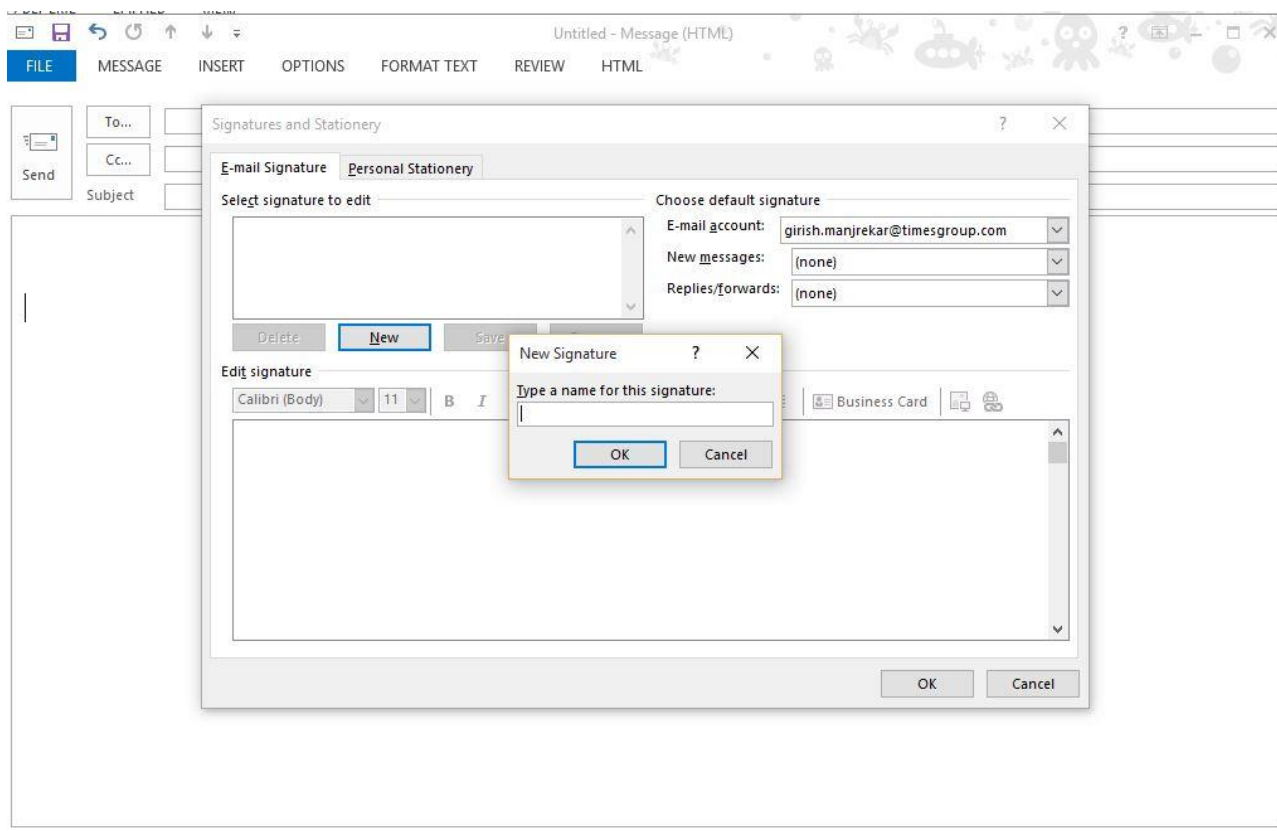 Untitled - Message (HTML)
?
FILE MESSAGE INSERT OPTIONS FORMAT TEXT REVIEW HTML
Send
To...
Cc...
Subject
Signatures and Stationery ?
E-mail Signature Personal Stationery
Select signature to edit
Delete New Save
Choose default signature
E-mail account: girish.manjrekar@timesgroup.com
New messages: (none)
Replies/forwards: (none)
Edit signature
Calibri (Body) 11 B I
Business Card
New Signature ?
Type a name for this signature:
OK Cancel
OK Cancel